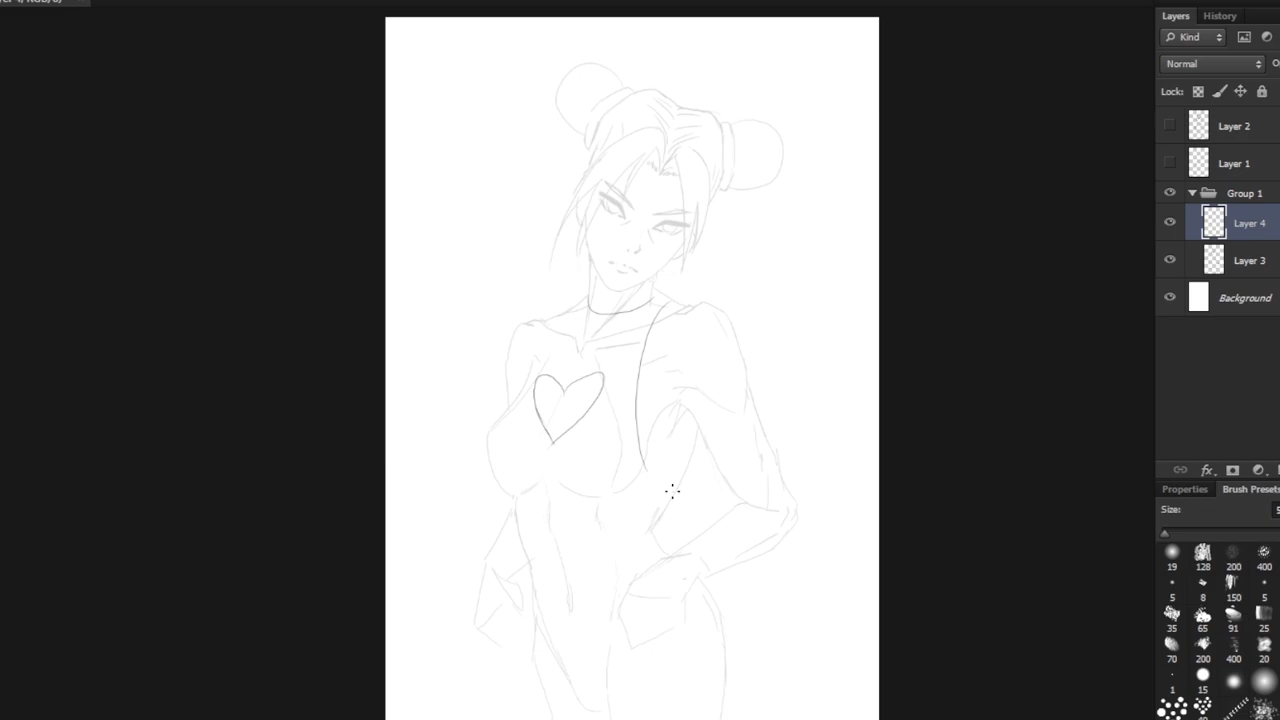 Layers History
Kind
Normal
Lock:
Layer 2
Layer 1
Group 1
Layer 4
Layer 3
Background
fx
Properties Brush Presets
Size:
19 128 200 400
5 8 150 5
35 65 91 25
70 200 400 20
1 15